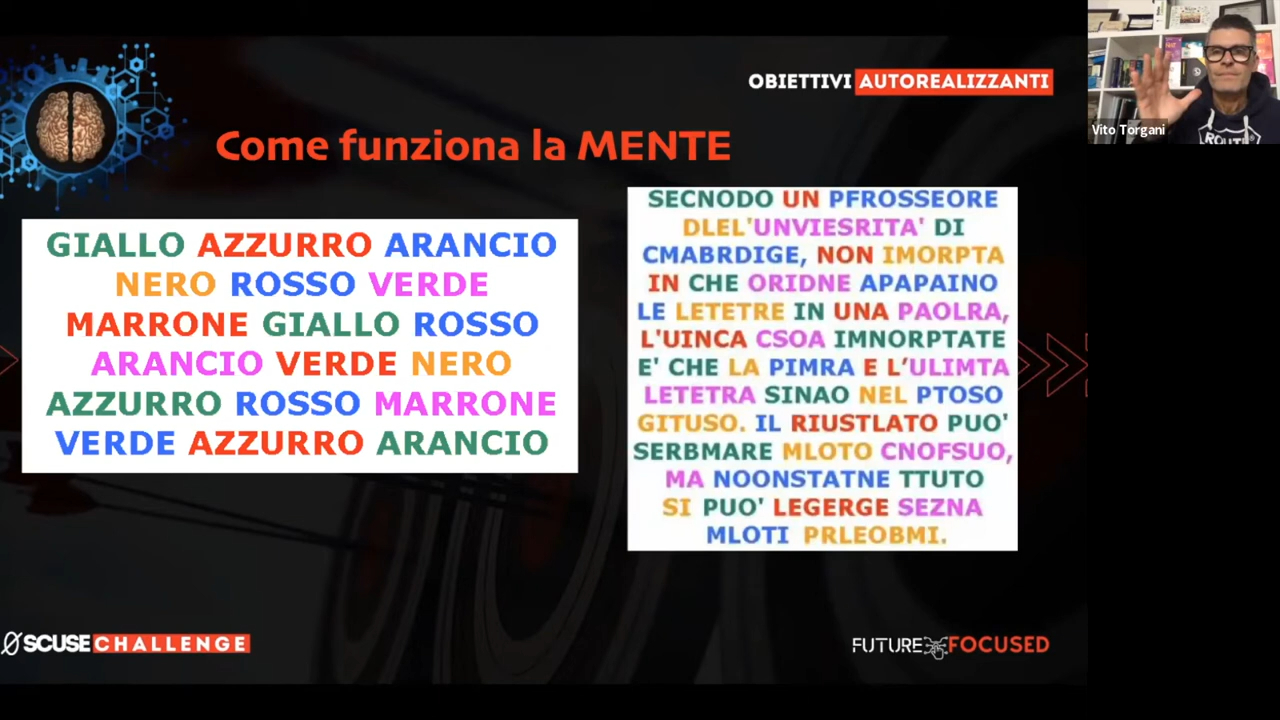 OBIETTIVI AUTOREALIZZANTI
Vito Torgani
ROUTI
Come funziona la MENTE
GIALLO AZZURRO ARANCIO
NERO ROSSO VERDE
MARRONE GIALLO ROSSO
ARANCIO VERDE NERO
AZZURRO ROSSO MARRONE
VERDE AZZURRO ARANCIO
SECNODO UN PFROSSEORE
DLEL'UNVIESRITA' DI
CMABRDIGE, NON IMORPTA
IN CHE ORIDNE APAPAINO
LE LETETRE IN UNA PAOLRA,
L'UINCA CSOA IMNORPTATE
E' CHE LA PIMRA E L’ULIMTA
LETETRA SINAO NEL PTOSO
GITUSO. IL RIUSTLATO PUO'
SERBMARE MLOTO CNOFSUO,
MA NOONSTATNE TTUTO
SI PUO' LEGERGE SEZNA
MLOTI PRLEOBMI.
ØSCUSECHALLENGE
FUTURE FOCUSED